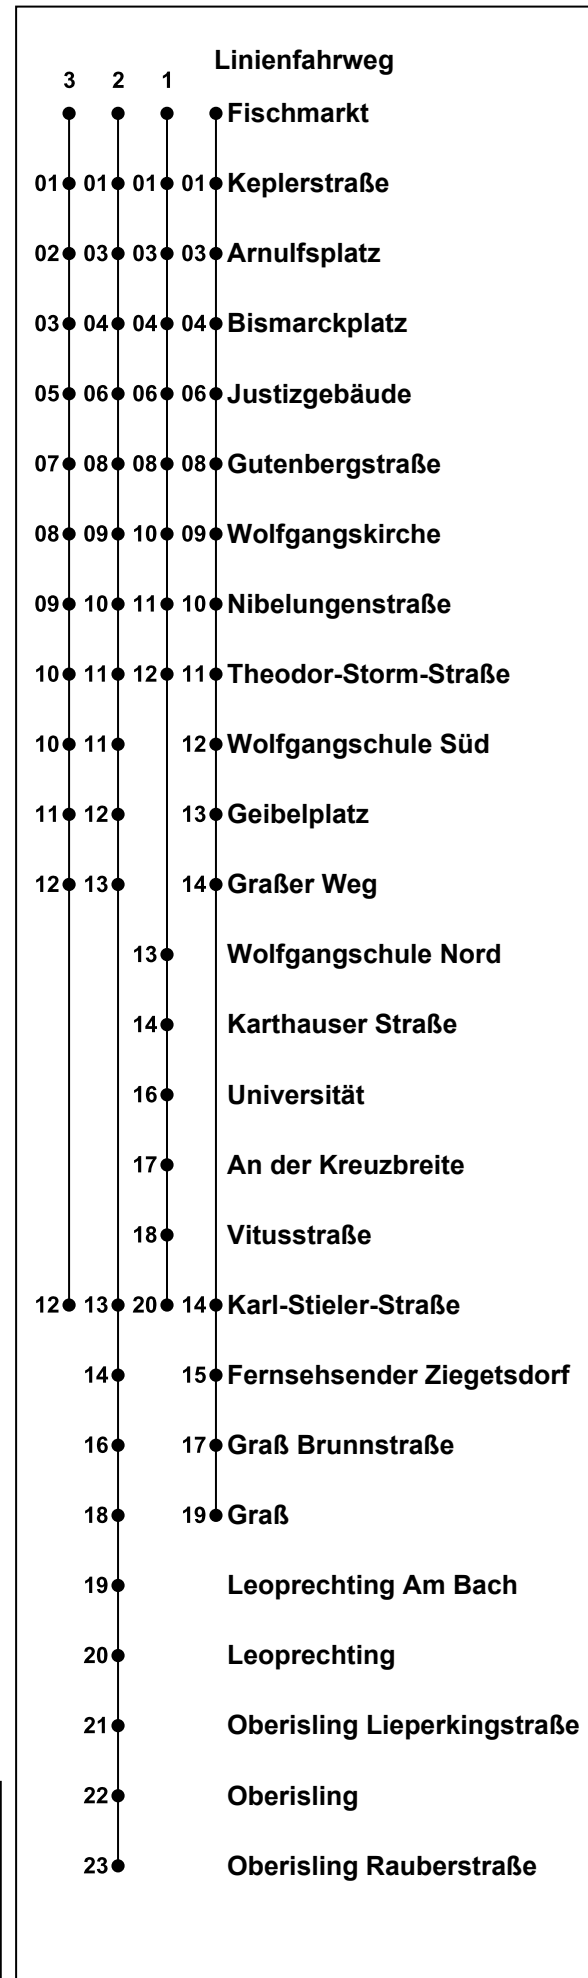 Linienfahrweg
3 2 1
Fischmarkt
01 01 01 01 Keplerstraße
02 03 03 03 Arnulfsplatz
03 04 04 04 Bismarckplatz
05 06 06 06 Justizgebäude
07 08 08 08 Gutenbergstraße
08 09 10 09 Wolfgangskirche
09 10 11 10 Nibelungenstraße
10 11 12 11 Theodor-Storm-Straße
10 11 12 Wolfgangschule Süd
11 12 13 Geibelplatz
12 13 14 Graßer Weg
13 Wolfgangschule Nord
14 Karthauser Straße
16 Universität
17 An der Kreuzbreite
18 Vitusstraße
12 13 20 14 Karl-Stieler-Straße
14 15 Fernsehsender Ziegetsdorf
16 17 Graß Brunnstraße
18 19 Graß
19 Leoprechting Am Bach
20 Leoprechting
21 Oberisling Lieperkingstraße
22 Oberisling
23 Oberisling Rauberstraße